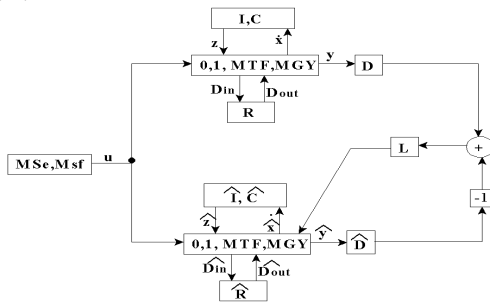 I,C
z ẋ
0,1, MTF,MGY y D
Din Dout
R
L +
MSe,Msf u
-1
Î, Ĉ
ẑ x̂̇
0,1, MTF,MGY ŷ D̂
D̂in D̂out
R̂